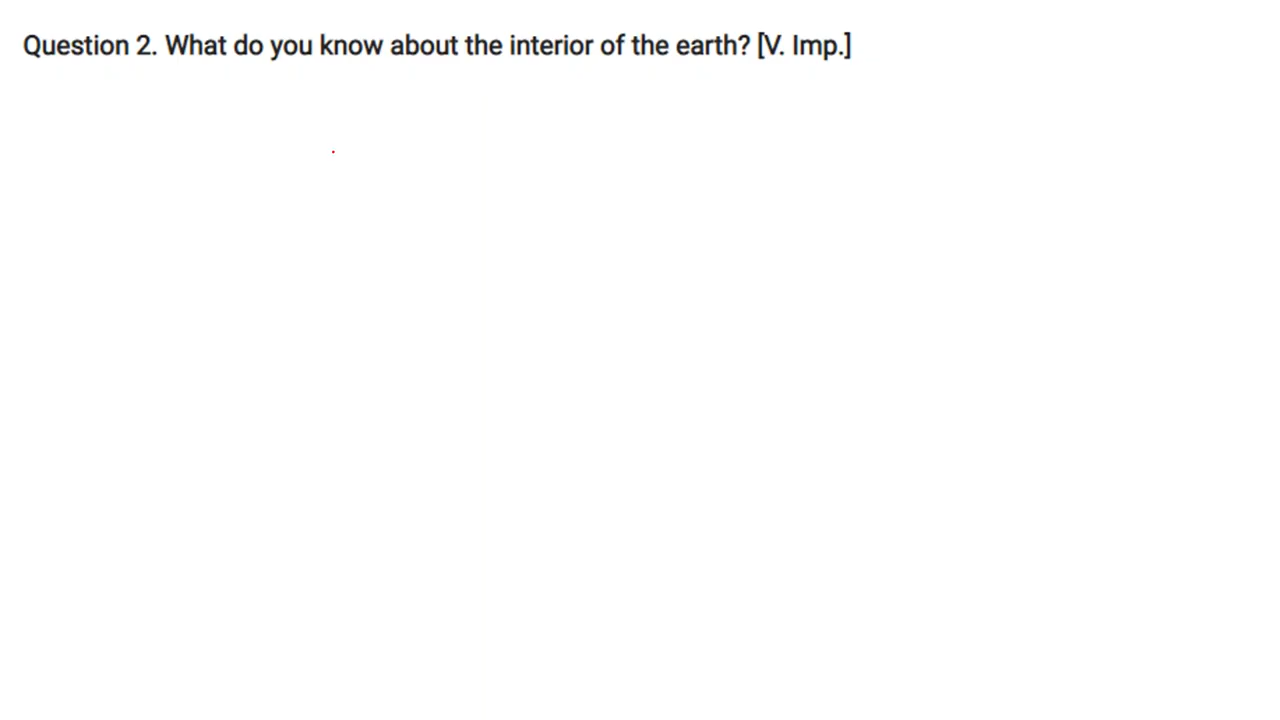 Question 2. What do you know about the interior of the earth? [V. Imp.]